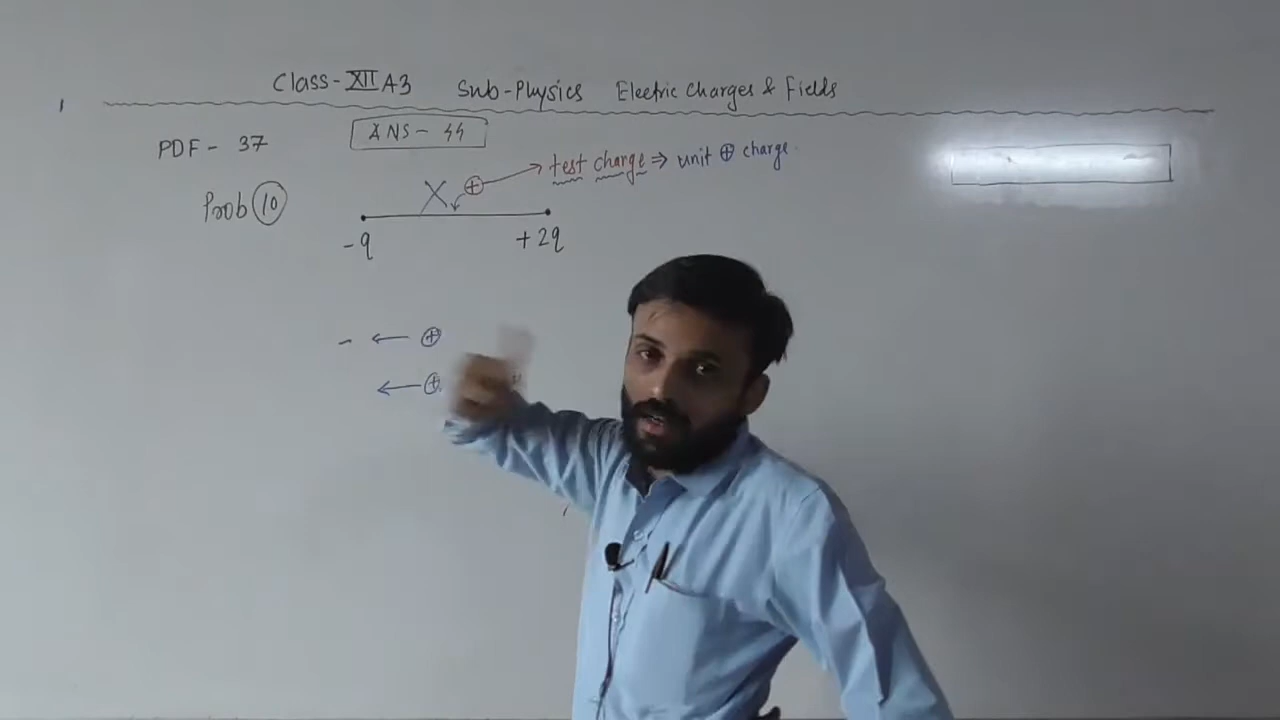 Class-XII A3 Sub-Physics Electric Charges & Fields
PDF - 37
ANS - 44
test charge ⇒ unit ⊕ charge
Prob 10
X ⊕
-q +2q
- ← ⊕
← ⊕